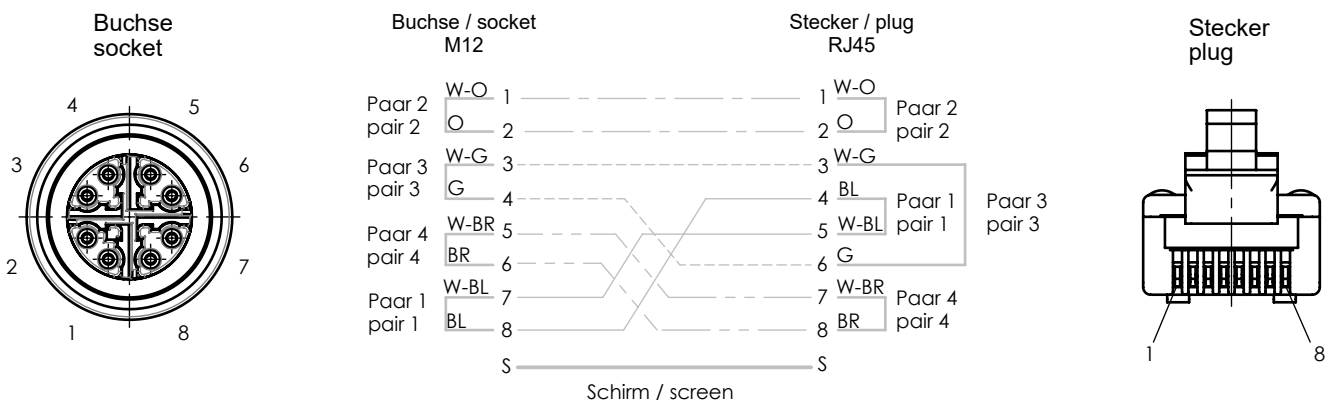 Buchse
socket
4
5
3
6
2
7
1
8
Buchse / socket
M12
Stecker / plug
RJ45
Paar 2
pair 2
W-O 1
O 2
Paar 3
pair 3
W-G 3
G 4
Paar 4
pair 4
W-BR 5
BR 6
Paar 1
pair 1
W-BL 7
BL 8
S
1 W-O
2 O
Paar 2
pair 2
3 W-G
4 BL
5 W-BL
Paar 1
pair 1
6 G
Paar 3
pair 3
7 W-BR
8 BR
Paar 4
pair 4
S
Schirm / screen
Stecker
plug
1
8